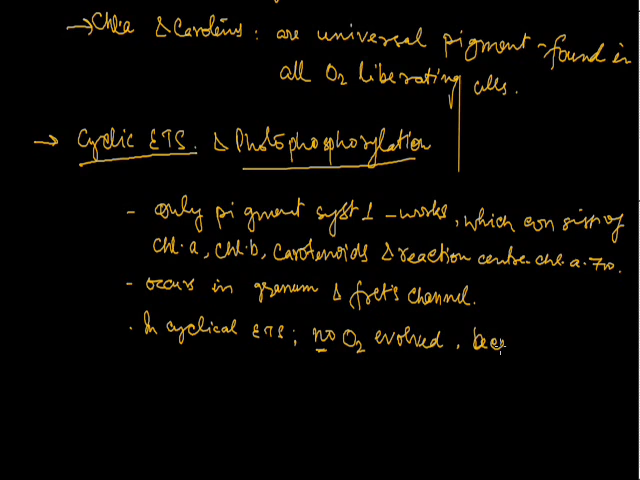 → Chl.a & Carotens : are universal pigment - found in
all O2 liberating cells.
→ Cyclic ETS. & Photophosphorylation
- only pigment syst 1 - works, which consist of
chl.a, chl.b, carotenoids & reaction centre. chl.a. 700.
- occurs in granum & fret's channel.
. In cyclical ETS ; no O2 evolved . bec